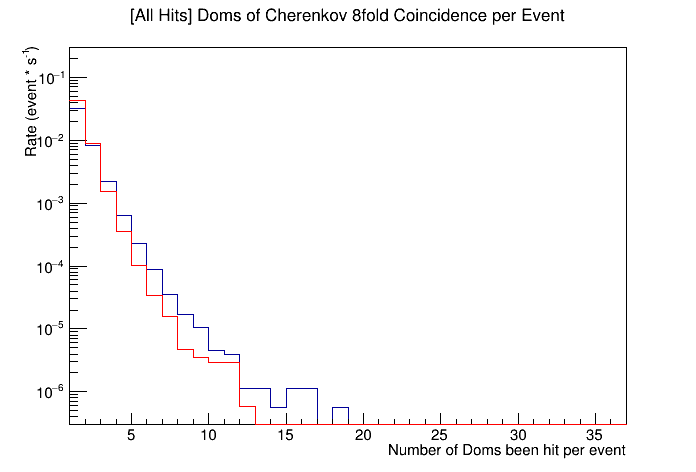 [All Hits] Doms of Cherenkov 8fold Coincidence per Event
Rate (event * s⁻¹)
10⁻¹
10⁻²
10⁻³
10⁻⁴
10⁻⁵
10⁻⁶
5 10 15 20 25 30 35
Number of Doms been hit per event